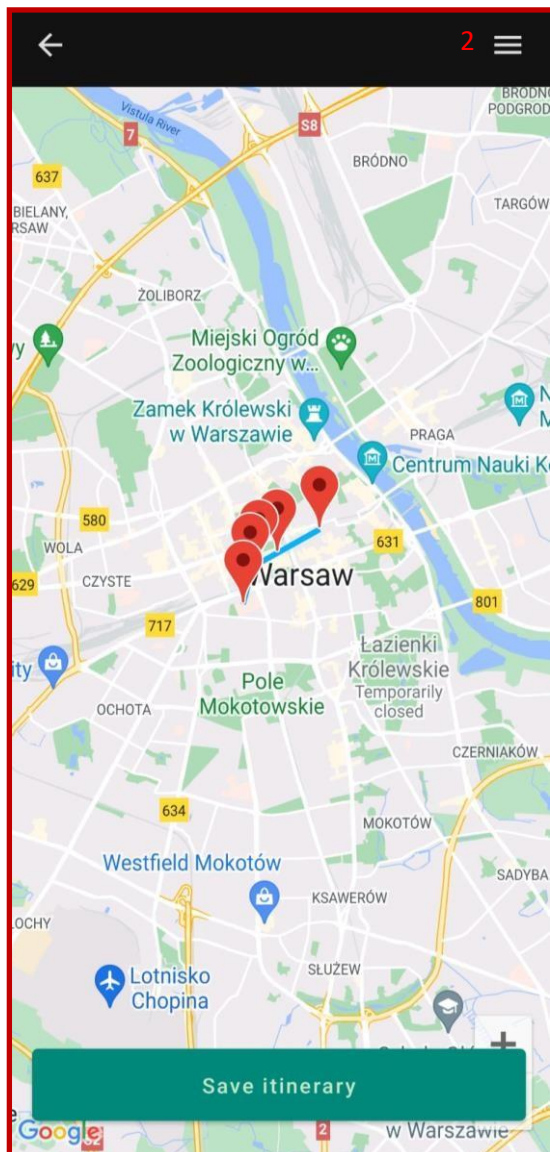 2
BRÓDNO
PODGROD
Vistula River
7
S8
BRÓDNO
637
BIELANY,
RSAW
TARGÓW
ŻOLIBORZ
Miejski Ogród
Zoologiczny w...
Zamek Królewski
w Warszawie
PRAGA
N
M
Centrum Nauki Ko
580
WOLA
631
629
CZYSTE
Warsaw
801
717
Łazienki
Królewskie
Temporarily
closed
ity
Pole
Mokotowskie
OCHOTA
CZERNIAKÓW
634
MOKOTÓW
Westfield Mokotów
SADYBA
KSAWERÓW
OCHY
SŁUŻEW
Lotnisko
Chopina
+
Save itinerary
Google
2
w Warszawie